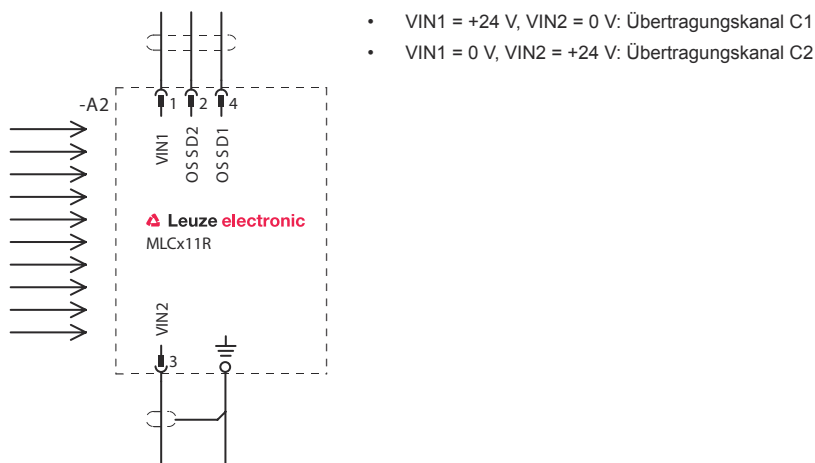 • VIN1 = +24 V, VIN2 = 0 V: Übertragungskanal C1
• VIN1 = 0 V, VIN2 = +24 V: Übertragungskanal C2
-A2
1 2 4
VIN1
OSSD2
OSSD1
Leuze electronic
MLCx11R
VIN2
3